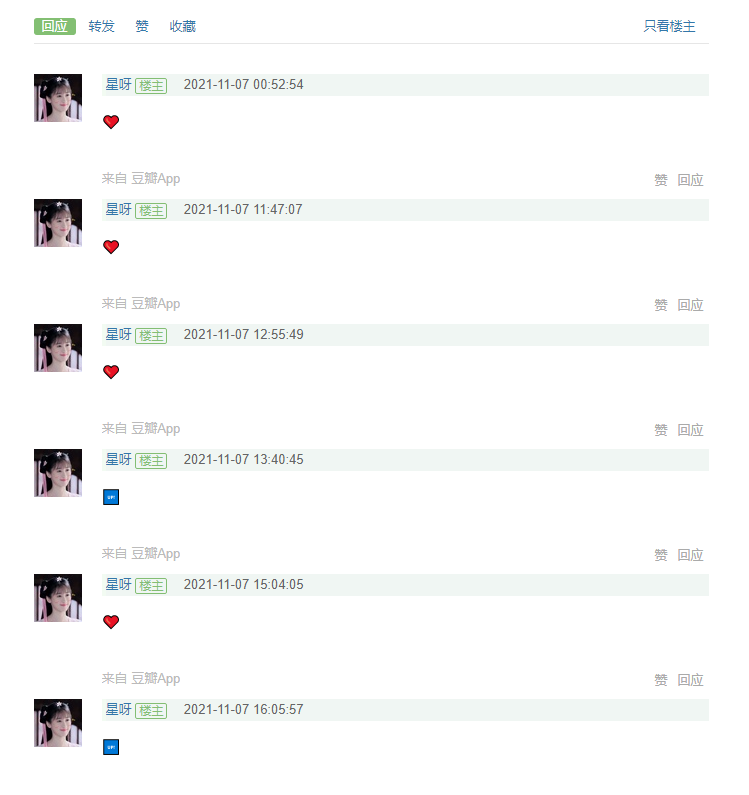 回应 转发 赞 收藏 只看楼主
星呀 楼主 2021-11-07 00:52:54
来自 豆瓣App 赞 回应
星呀 楼主 2021-11-07 11:47:07
来自 豆瓣App 赞 回应
星呀 楼主 2021-11-07 12:55:49
来自 豆瓣App 赞 回应
星呀 楼主 2021-11-07 13:40:45
UP!
来自 豆瓣App 赞 回应
星呀 楼主 2021-11-07 15:04:05
来自 豆瓣App 赞 回应
星呀 楼主 2021-11-07 16:05:57
UP!